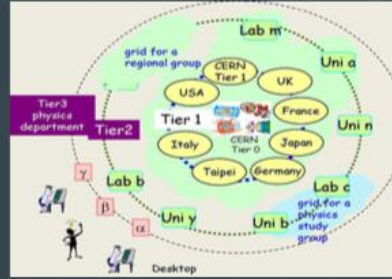 Lab m
grid for a
regional group
Uni a
CERN
Tier 1
UK
USA
Tier3
physics
department
Tier2
Tier 1
France
Uni n
CERN
Tier 0
Italy
Japan
Taipei
Germany
γ
Lab b
Lab c
β
grid for a
physics
study
group
α
Uni y
Uni b
Desktop